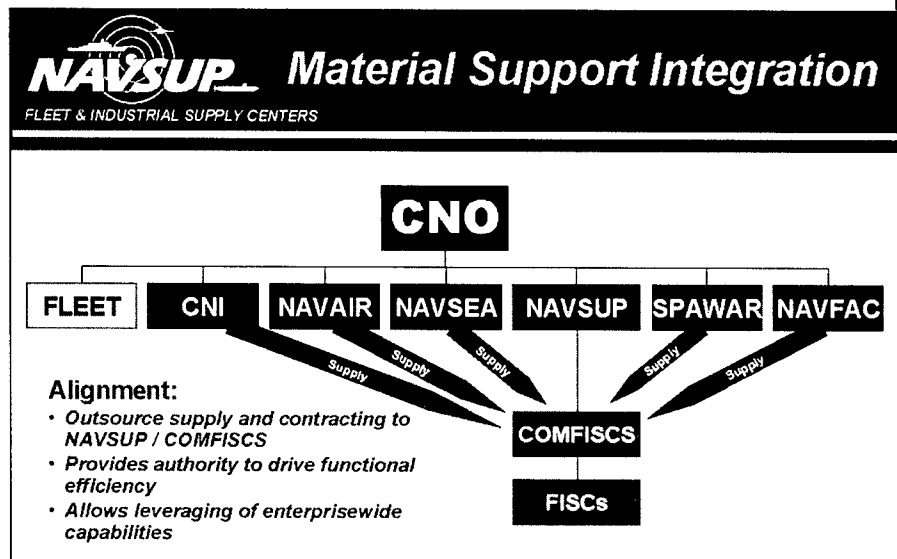 NAVSUP
Material Support Integration
FLEET & INDUSTRIAL SUPPLY CENTERS
CNO
FLEET
CNI
NAVAIR
NAVSEA
NAVSUP
SPAWAR
NAVFAC
Supply
Supply
Supply
Supply
Supply
Alignment:
• Outsource supply and contracting to
NAVSUP / COMFISCS
• Provides authority to drive functional
efficiency
• Allows leveraging of enterprisewide
capabilities
COMFISCS
FISCs